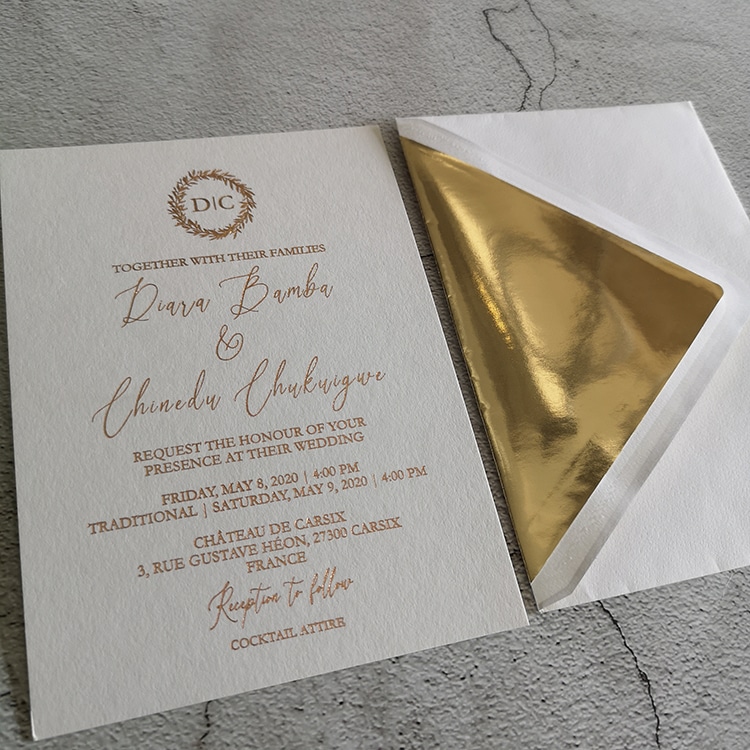 D|C
TOGETHER WITH THEIR FAMILIES
Diara Bamba
&
Chinedu Chukuigwe
REQUEST THE HONOUR OF YOUR
PRESENCE AT THEIR WEDDING
FRIDAY, MAY 8, 2020 | 4:00 PM
TRADITIONAL | SATURDAY, MAY 9, 2020 | 4:00 PM
CHÂTEAU DE CARSIX
3, RUE GUSTAVE HÉON, 27300 CARSIX
FRANCE
Reception to follow
COCKTAIL ATTIRE